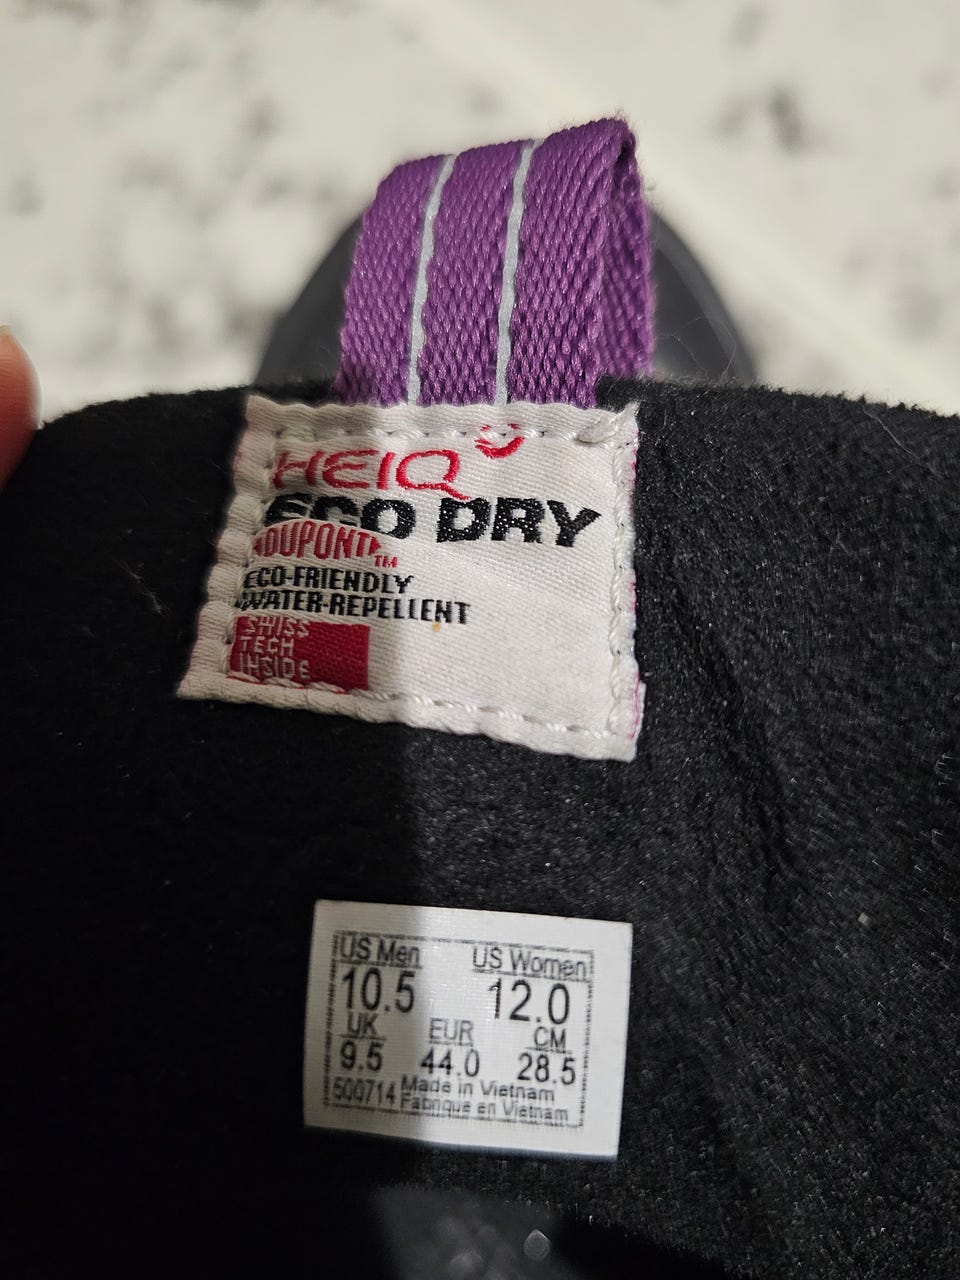 HEIQ
ECO DRY
DUPONT™
ECO-FRIENDLY
WATER-REPELLENT
SWISS
TECH
INSIDE
US Men US Women
10.5 12.0
UK EUR CM
9.5 44.0 28.5
500714 Made in Vietnam
Fabriqué en Vietnam